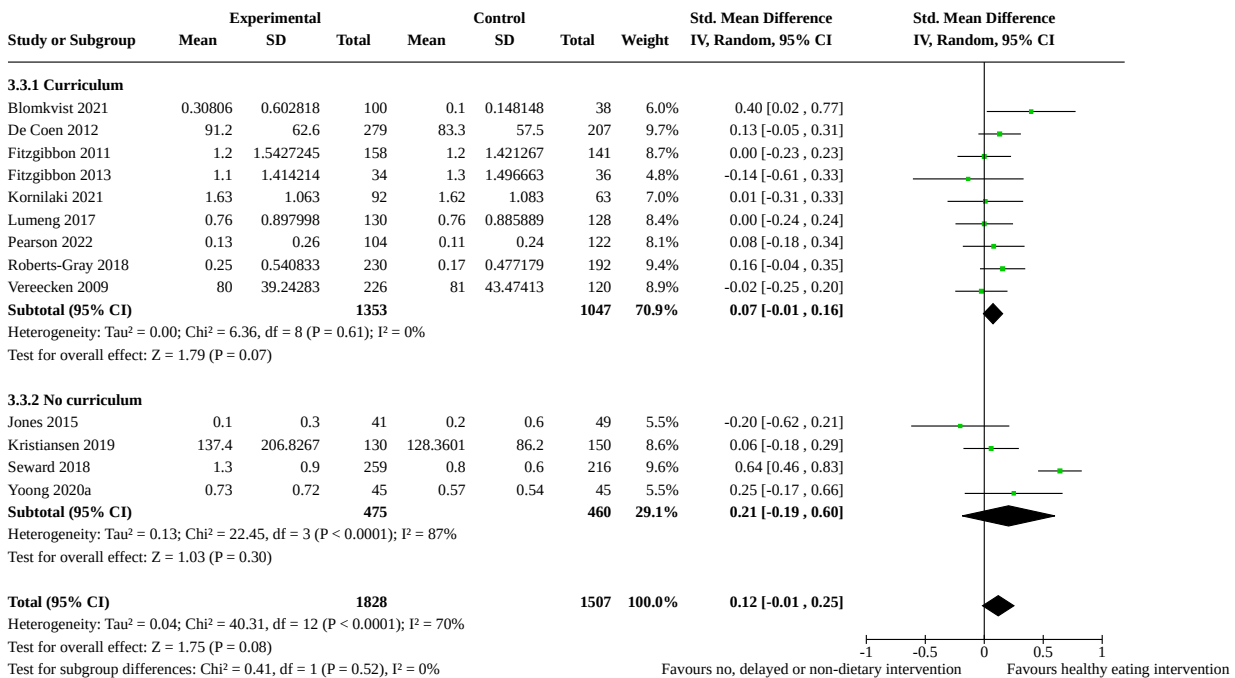 Experimental Control Std. Mean Difference Std. Mean Difference
Study or Subgroup Mean SD Total Mean SD Total Weight IV, Random, 95% CI IV, Random, 95% CI
3.3.1 Curriculum
Blomkvist 2021 0.30806 0.602818 100 0.1 0.148148 38 6.0% 0.40 [0.02 , 0.77]
De Coen 2012 91.2 62.6 279 83.3 57.5 207 9.7% 0.13 [-0.05 , 0.31]
Fitzgibbon 2011 1.2 1.5427245 158 1.2 1.421267 141 8.7% 0.00 [-0.23 , 0.23]
Fitzgibbon 2013 1.1 1.414214 34 1.3 1.496663 36 4.8% -0.14 [-0.61 , 0.33]
Kornilaki 2021 1.63 1.063 92 1.62 1.083 63 7.0% 0.01 [-0.31 , 0.33]
Lumeng 2017 0.76 0.897998 130 0.76 0.885889 128 8.4% 0.00 [-0.24 , 0.24]
Pearson 2022 0.13 0.26 104 0.11 0.24 122 8.1% 0.08 [-0.18 , 0.34]
Roberts-Gray 2018 0.25 0.540833 230 0.17 0.477179 192 9.4% 0.16 [-0.04 , 0.35]
Vereecken 2009 80 39.24283 226 81 43.47413 120 8.9% -0.02 [-0.25 , 0.20]
Subtotal (95% CI) 1353 1047 70.9% 0.07 [-0.01 , 0.16]
Heterogeneity: Tau² = 0.00; Chi² = 6.36, df = 8 (P = 0.61); I² = 0%
Test for overall effect: Z = 1.79 (P = 0.07)
3.3.2 No curriculum
Jones 2015 0.1 0.3 41 0.2 0.6 49 5.5% -0.20 [-0.62 , 0.21]
Kristiansen 2019 137.4 206.8267 130 128.3601 86.2 150 8.6% 0.06 [-0.18 , 0.29]
Seward 2018 1.3 0.9 259 0.8 0.6 216 9.6% 0.64 [0.46 , 0.83]
Yoong 2020a 0.73 0.72 45 0.57 0.54 45 5.5% 0.25 [-0.17 , 0.66]
Subtotal (95% CI) 475 460 29.1% 0.21 [-0.19 , 0.60]
Heterogeneity: Tau² = 0.13; Chi² = 22.45, df = 3 (P < 0.0001); I² = 87%
Test for overall effect: Z = 1.03 (P = 0.30)
Total (95% CI) 1828 1507 100.0% 0.12 [-0.01 , 0.25]
Heterogeneity: Tau² = 0.04; Chi² = 40.31, df = 12 (P < 0.0001); I² = 70%
Test for overall effect: Z = 1.75 (P = 0.08)
-1 -0.5 0 0.5 1
Test for subgroup differences: Chi² = 0.41, df = 1 (P = 0.52), I² = 0% Favours no, delayed or non-dietary intervention Favours healthy eating intervention